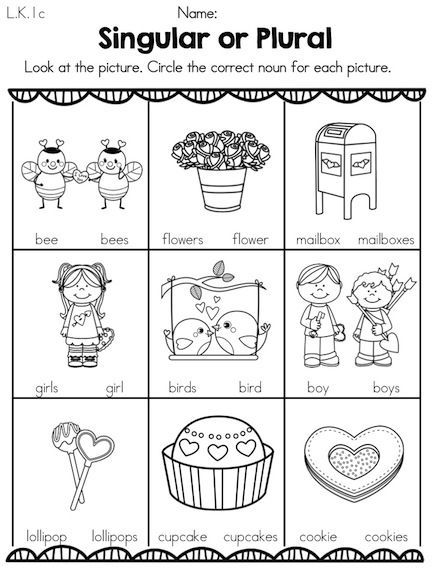 L.K.1c Name:
Singular or Plural
Look at the picture. Circle the correct noun for each picture.
bee bees flowers flower mailbox mailboxes
girls girl birds bird boy boys
lollipop lollipops cupcake cupcakes cookie cookies